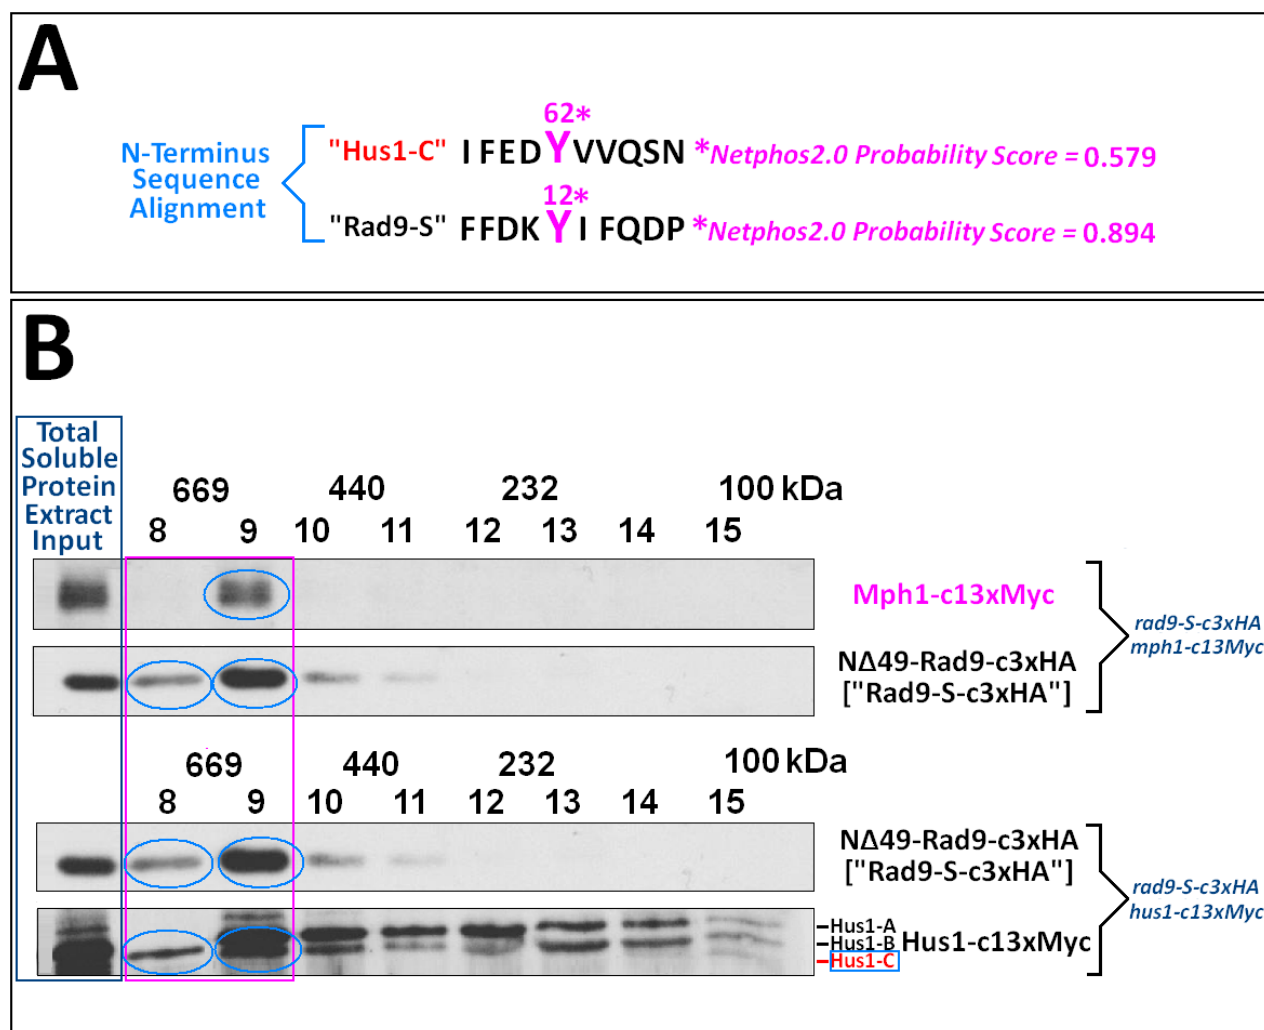 A
N-Terminus
Sequence
Alignment
62*
"Hus1-C" IFEDYVVQSN *Netphos2.0 Probability Score = 0.579
12*
"Rad9-S" FFDKYIFQDP *Netphos2.0 Probability Score = 0.894
B
Total
Soluble
Protein
Extract
Input
669 440 232 100 kDa
8 9 10 11 12 13 14 15
Mph1-c13xMyc
NΔ49-Rad9-c3xHA
["Rad9-S-c3xHA"]
rad9-S-c3xHA
mph1-c13Myc
669 440 232 100 kDa
8 9 10 11 12 13 14 15
NΔ49-Rad9-c3xHA
["Rad9-S-c3xHA"]
rad9-S-c3xHA
hus1-c13xMyc
Hus1-A
Hus1-B Hus1-c13xMyc
Hus1-C